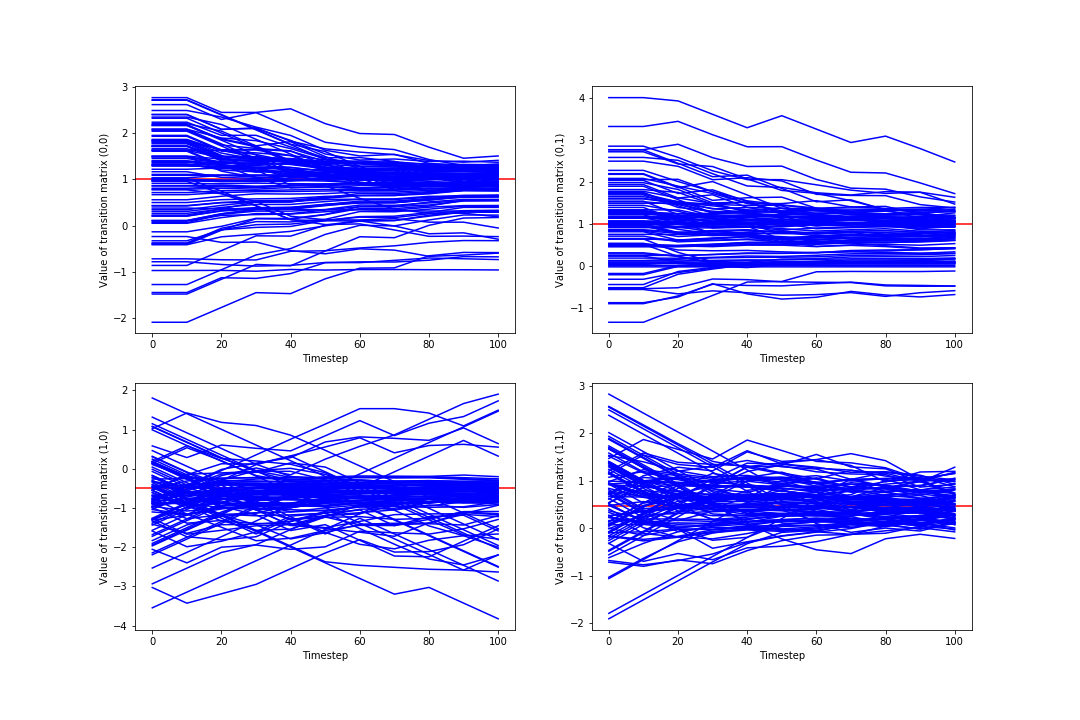 Value of transition matrix (0,0)
3
2
1
0
−1
−2
0 20 40 60 80 100
Timestep
Value of transition matrix (0,1)
4
3
2
1
0
−1
0 20 40 60 80 100
Timestep
Value of transition matrix (1,0)
2
1
0
−1
−2
−3
−4
0 20 40 60 80 100
Timestep
Value of transition matrix (1,1)
3
2
1
0
−1
−2
0 20 40 60 80 100
Timestep